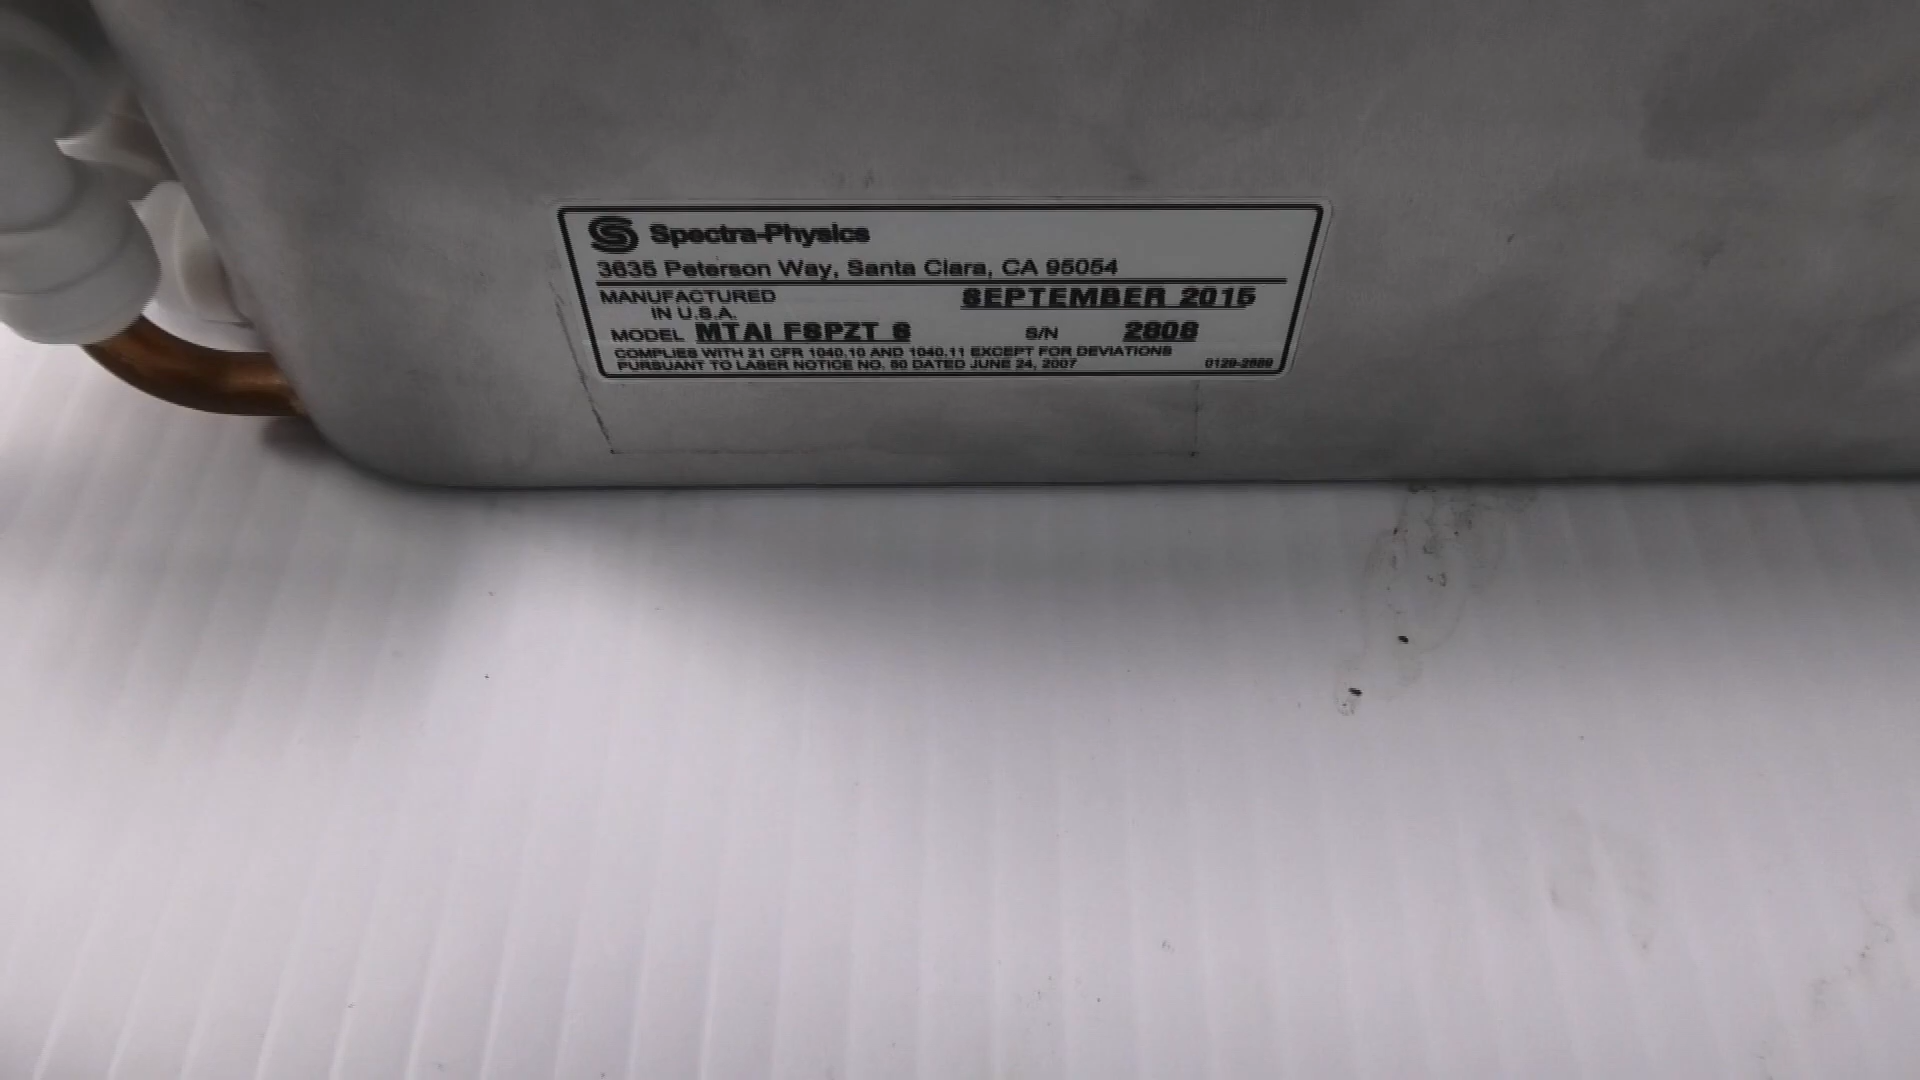 Spectra-Physics
3635 Peterson Way, Santa Clara, CA 95054
MANUFACTURED
IN U.S.A.
SEPTEMBER 2015
MODEL MTAI FSPZT S
S/N
COMPLIES WITH 21 CFR 1040.10 AND 1040.11 EXCEPT FOR DEVIATIONS
PURSUANT TO LASER NOTICE NO. 50 DATED JUNE 24, 2007